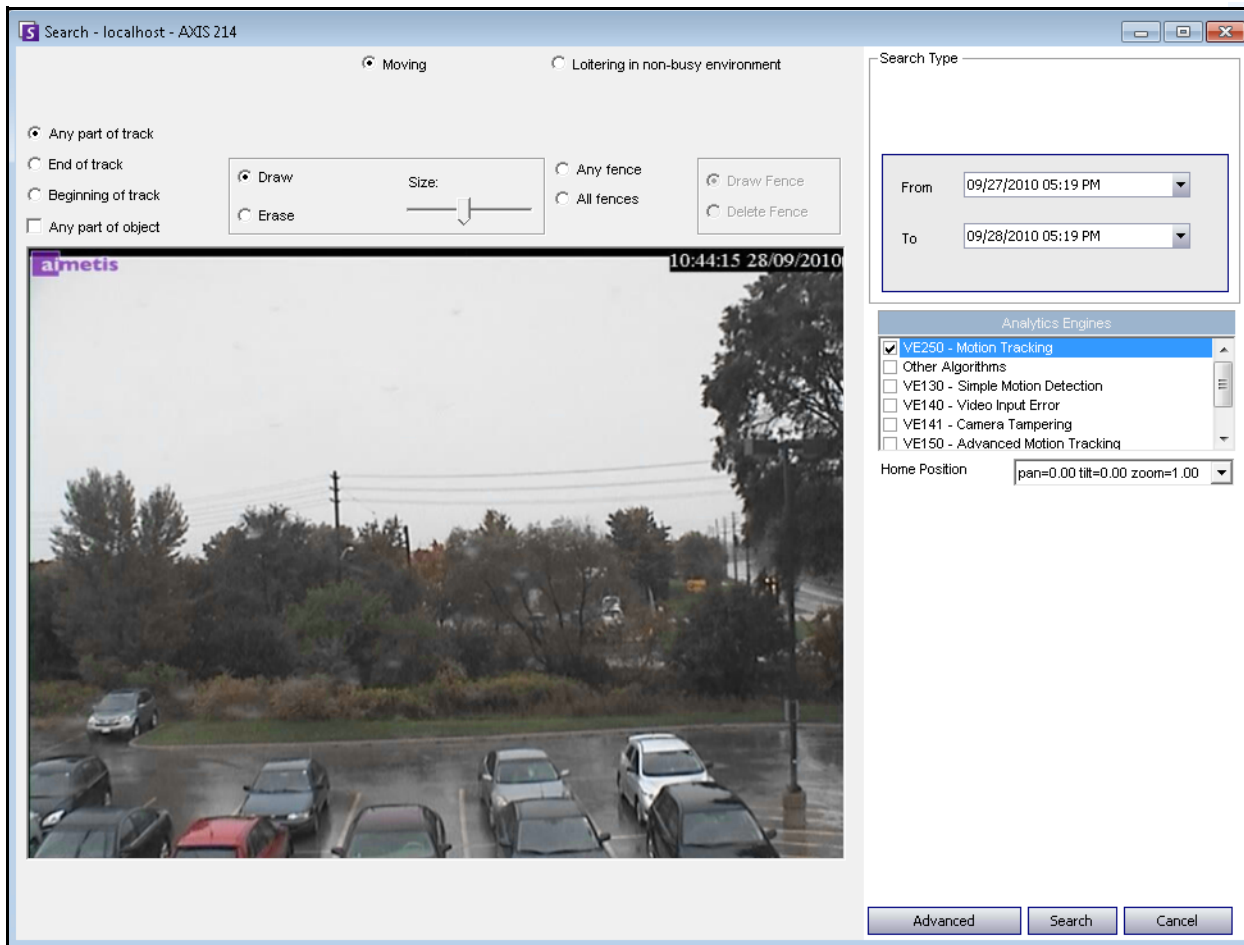 Search - localhost - AXIS 214
Moving
Loitering in non-busy environment
Search Type
Any part of track
End of track
Beginning of track
Any part of object
Draw
Erase
Size:
Any fence
All fences
Draw Fence
Delete Fence
From
09/27/2010 05:19 PM
To
09/28/2010 05:19 PM
aimetis
10:44:15 28/09/2010
Analytics Engines
VE250 - Motion Tracking
Other Algorithms
VE130 - Simple Motion Detection
VE140 - Video Input Error
VE141 - Camera Tampering
VE150 - Advanced Motion Tracking
Home Position
pan=0.00 tilt=0.00 zoom=1.00
Advanced
Search
Cancel